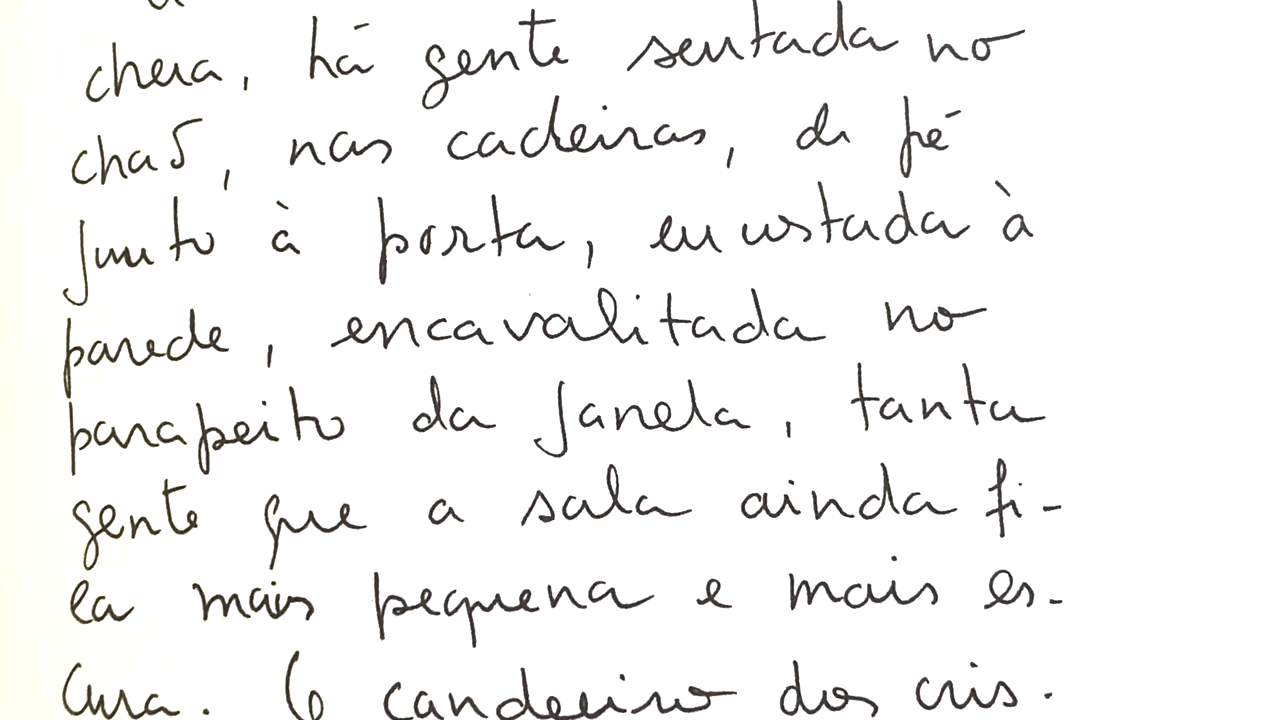 cheia, há gente sentada no
chão, nas cadeiras, de pé
junto à porta, encostada à
parede, encavalitada no
parapeito da janela, tanta
gente que a sala ainda fi-
ca mais pequena e mais es-
cura. O candeeiro dos cris-